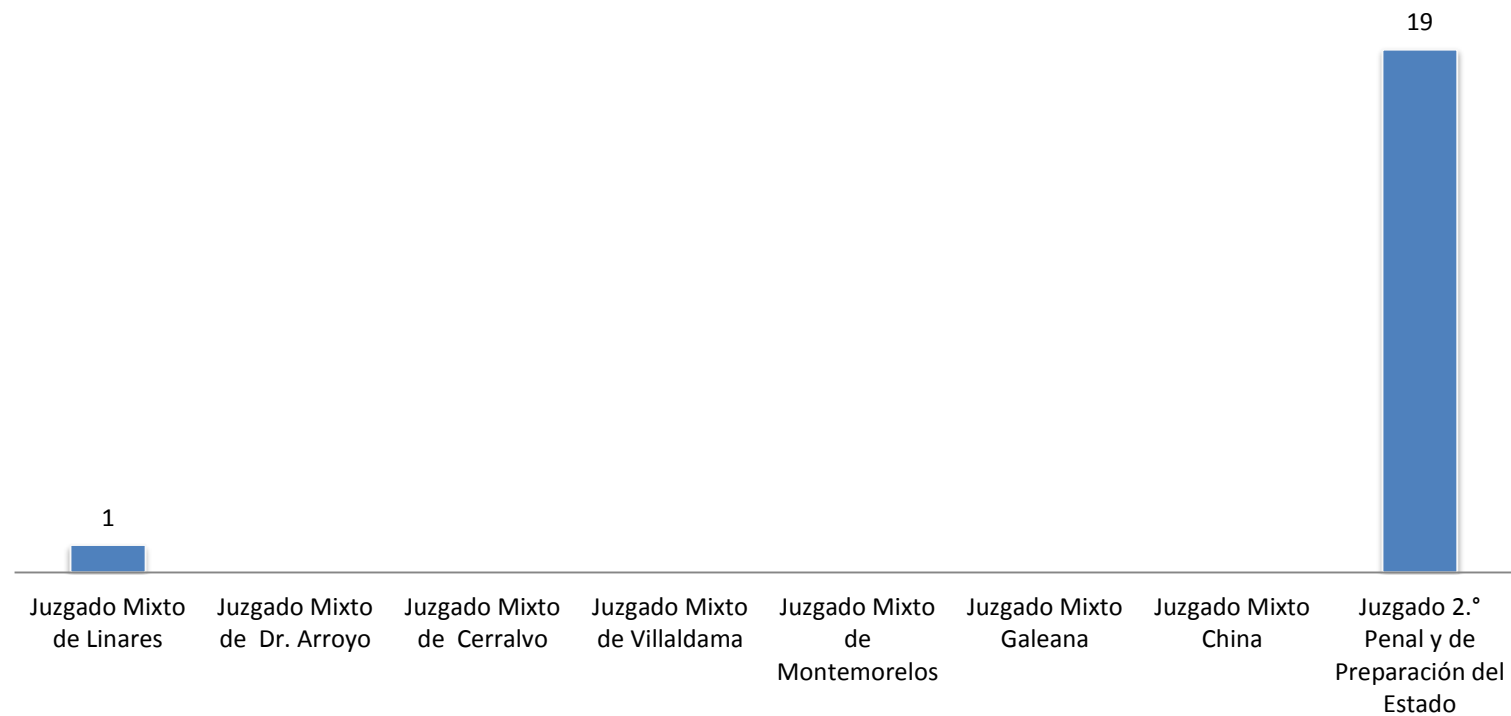 19
1
Juzgado Mixto
de Linares
Juzgado Mixto
de Dr. Arroyo
Juzgado Mixto
de Cerralvo
Juzgado Mixto
de Villaldama
Juzgado Mixto
de
Montemorelos
Juzgado Mixto
Galeana
Juzgado Mixto
China
Juzgado 2.°
Penal y de
Preparación del
Estado